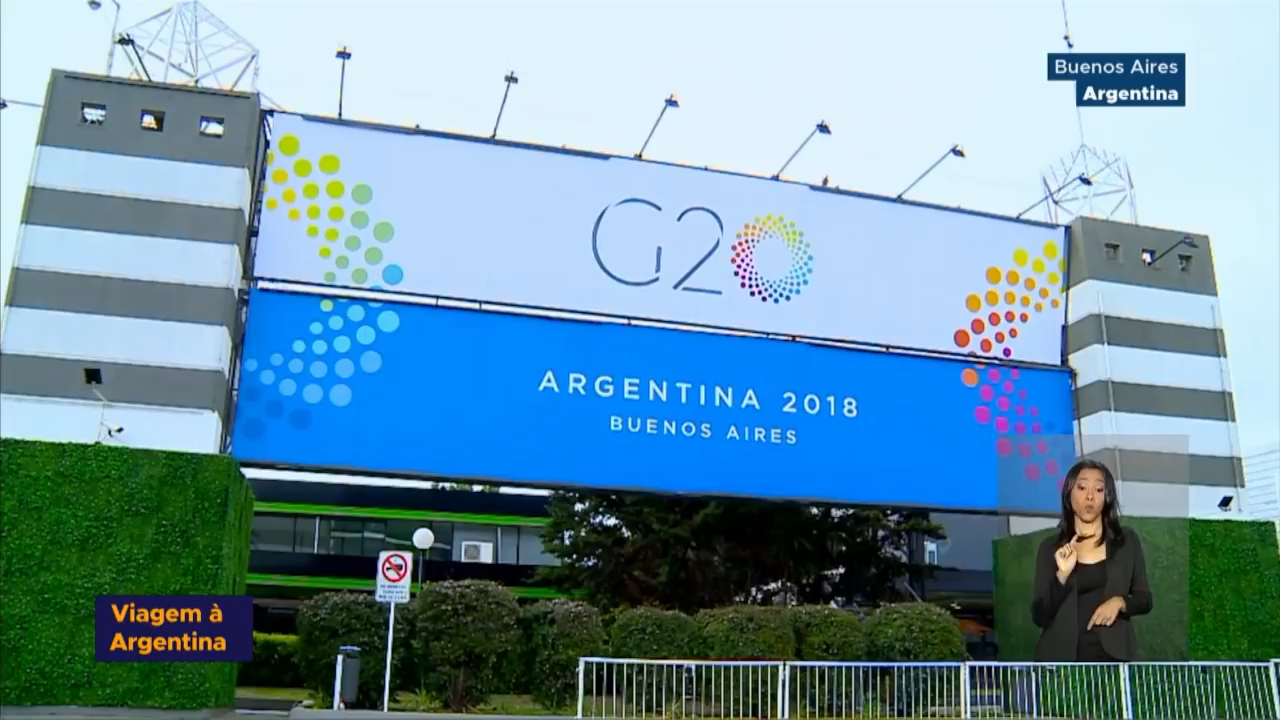 Buenos Aires
Argentina
G20
ARGENTINA 2018
BUENOS AIRES
Viagem à
Argentina